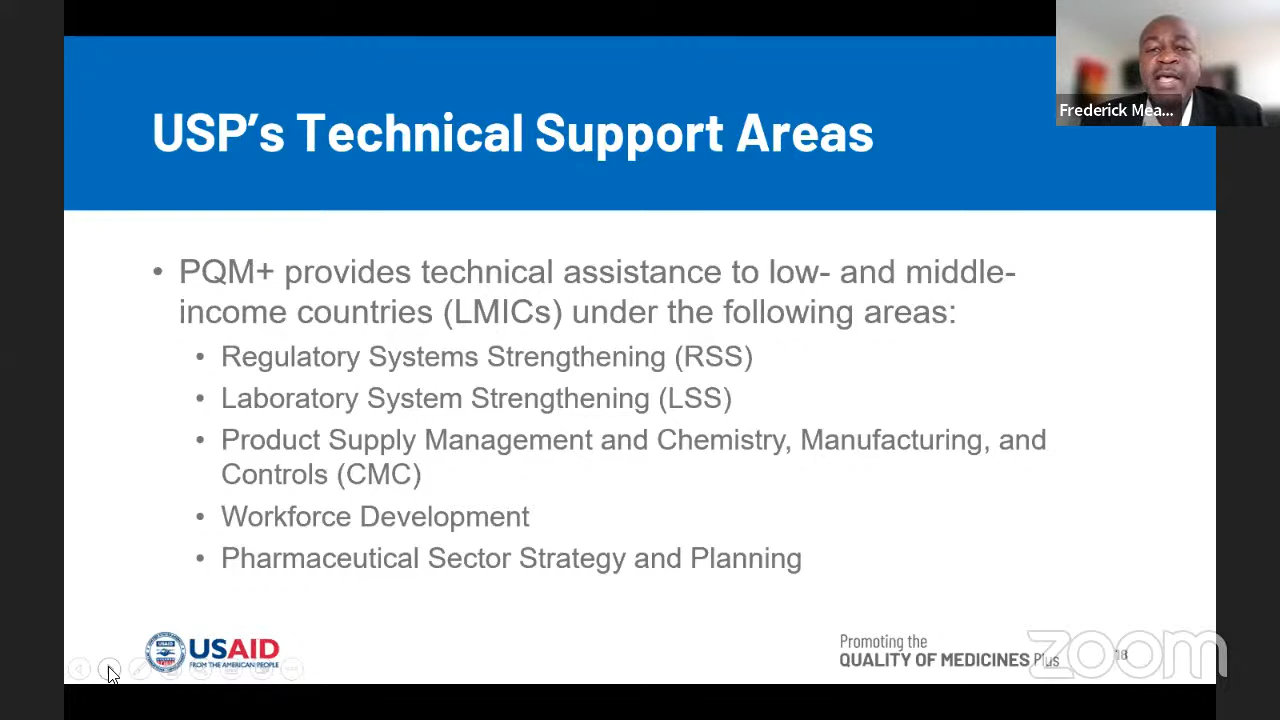 USP's Technical Support Areas
Frederick Mea...
• PQM+ provides technical assistance to low- and middle-
income countries (LMICs) under the following areas:
• Regulatory Systems Strengthening (RSS)
• Laboratory System Strengthening (LSS)
• Product Supply Management and Chemistry, Manufacturing, and
Controls (CMC)
• Workforce Development
• Pharmaceutical Sector Strategy and Planning
USAID
FROM THE AMERICAN PEOPLE
Promoting the
QUALITY OF MEDICINES Plus
18
zoom